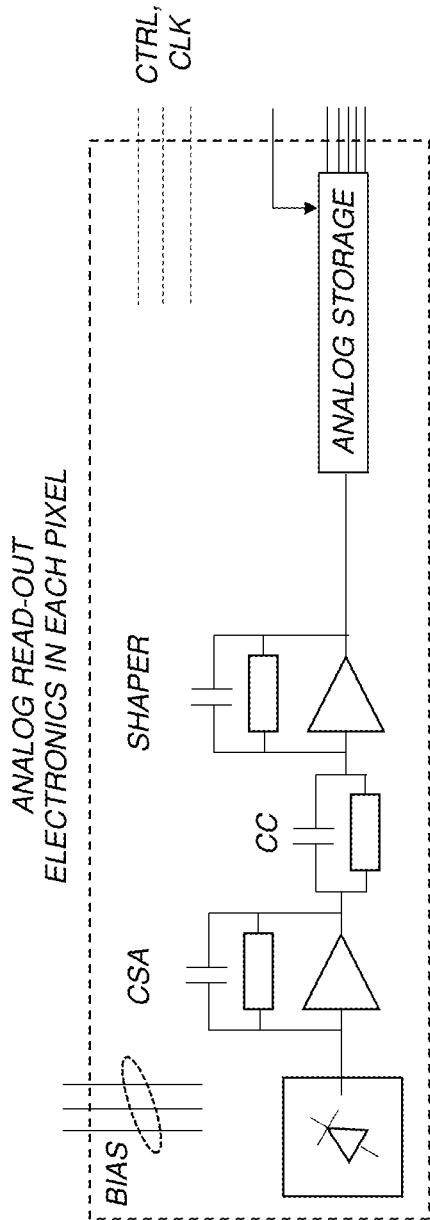 ANALOG READ-OUT
ELECTRONICS IN EACH PIXEL
BIAS
CSA
CC
SHAPER
ANALOG STORAGE
CTRL,
CLK